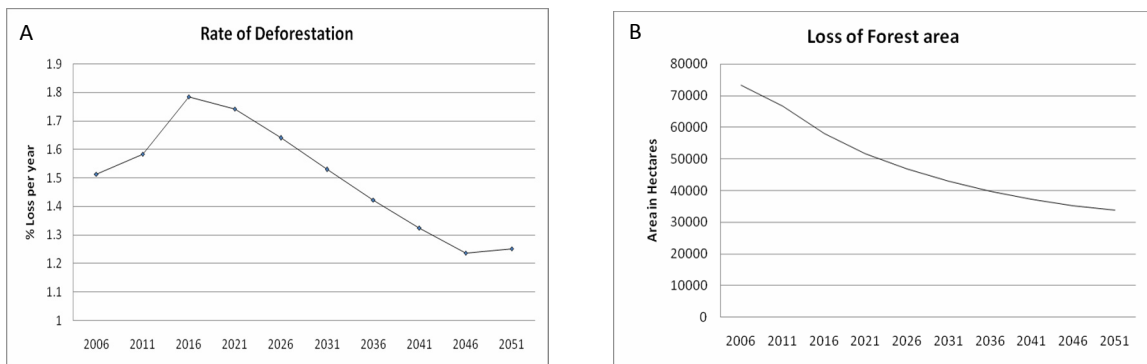 A
Rate of Deforestation
% Loss per year
1.9
1.8
1.7
1.6
1.5
1.4
1.3
1.2
1.1
1
2006 2011 2016 2021 2026 2031 2036 2041 2046 2051
B
Loss of Forest area
Area in Hectares
80000
70000
60000
50000
40000
30000
20000
10000
0
2006 2011 2016 2021 2026 2031 2036 2041 2046 2051